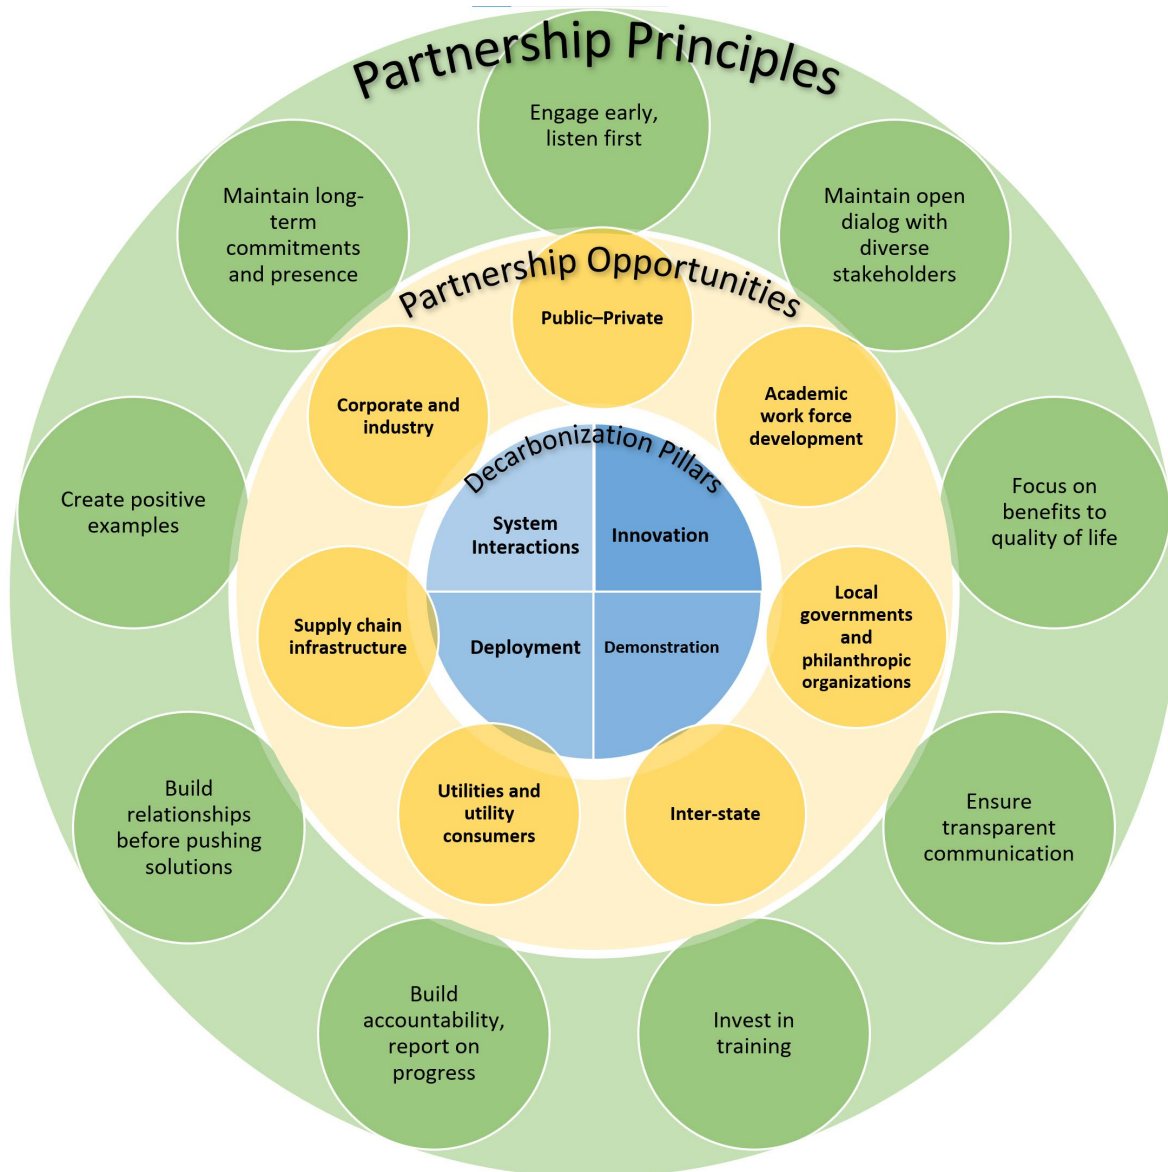 Partnership Principles
Engage early,
listen first
Maintain open
dialog with
diverse
stakeholders
Focus on
benefits to
quality of life
Ensure
transparent
communication
Invest in
training
Build
accountability,
report on
progress
Build
relationships
before pushing
solutions
Create positive
examples
Maintain long-
term
commitments
and presence
Partnership Opportunities
Public–Private
Academic
work force
development
Local
governments
and
philanthropic
organizations
Inter-state
Utilities and
utility
consumers
Supply chain
infrastructure
Corporate and
industry
Decarbonization Pillars
System
Interactions
Innovation
Deployment
Demonstration